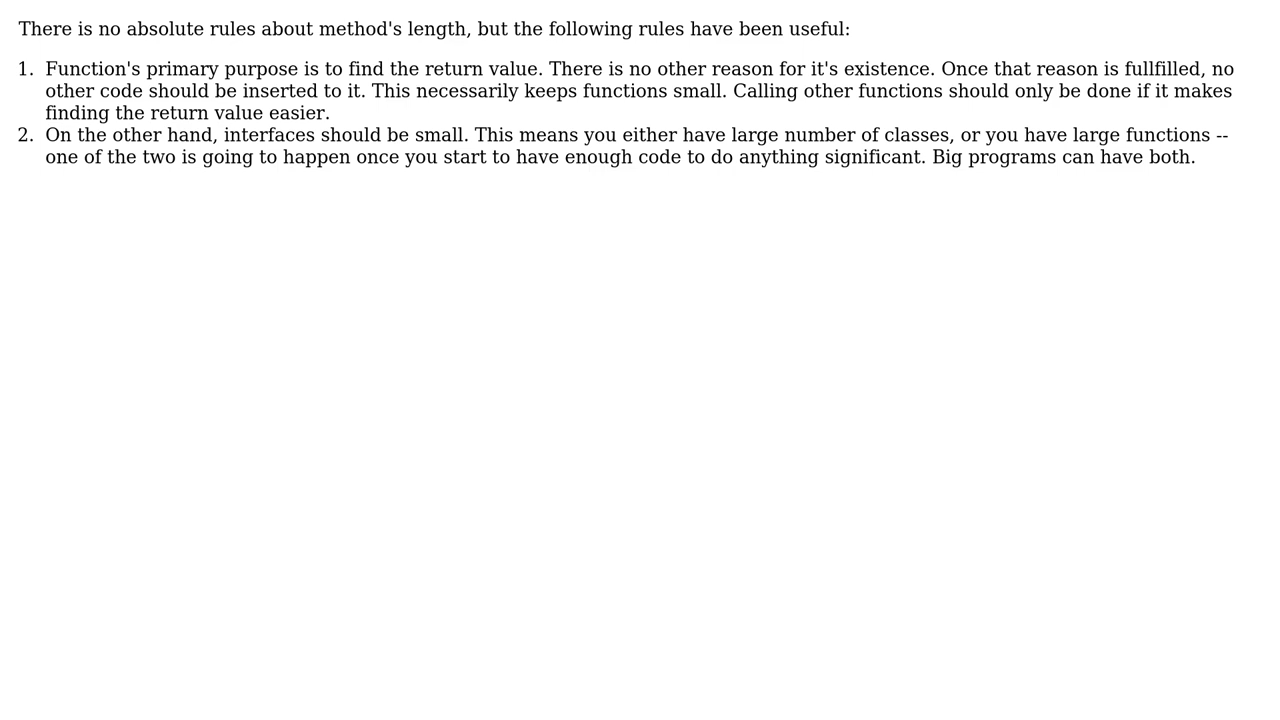 There is no absolute rules about method's length, but the following rules have been useful:
1. Function's primary purpose is to find the return value. There is no other reason for it's existence. Once that reason is fullfilled, no
other code should be inserted to it. This necessarily keeps functions small. Calling other functions should only be done if it makes
finding the return value easier.
2. On the other hand, interfaces should be small. This means you either have large number of classes, or you have large functions --
one of the two is going to happen once you start to have enough code to do anything significant. Big programs can have both.